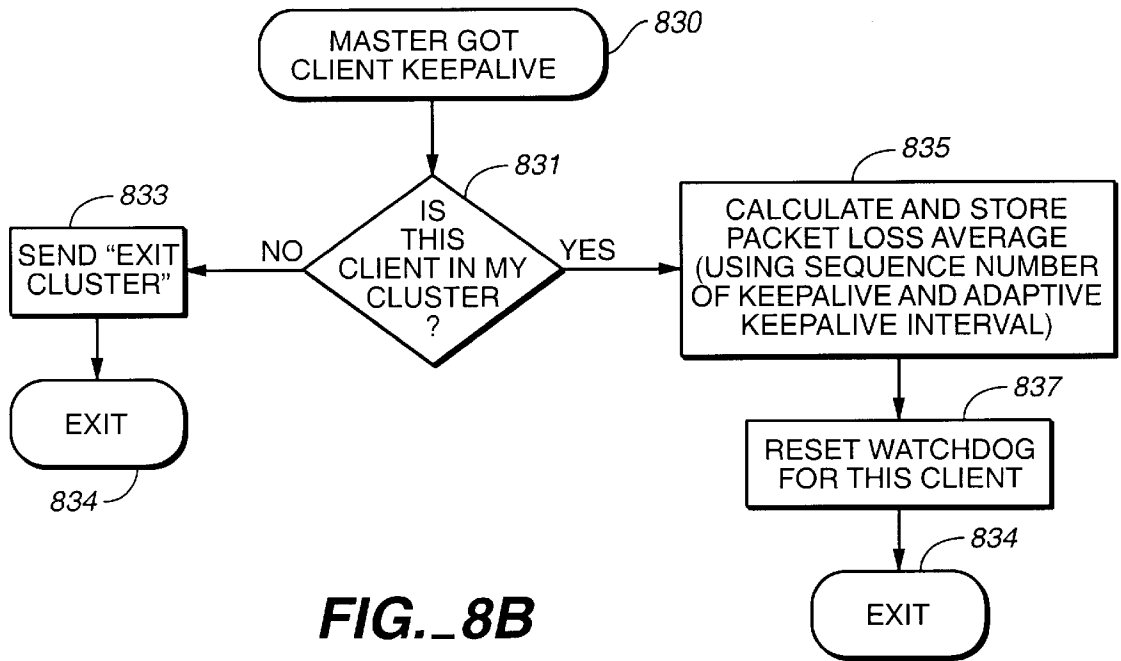 MASTER GOT
CLIENT KEEPALIVE
830
831
IS
THIS
CLIENT IN MY
CLUSTER
?
NO
YES
833
SEND “EXIT
CLUSTER”
EXIT
834
835
CALCULATE AND STORE
PACKET LOSS AVERAGE
(USING SEQUENCE NUMBER
OF KEEPALIVE AND ADAPTIVE
KEEPALIVE INTERVAL)
837
RESET WATCHDOG
FOR THIS CLIENT
834
EXIT
FIG._8B